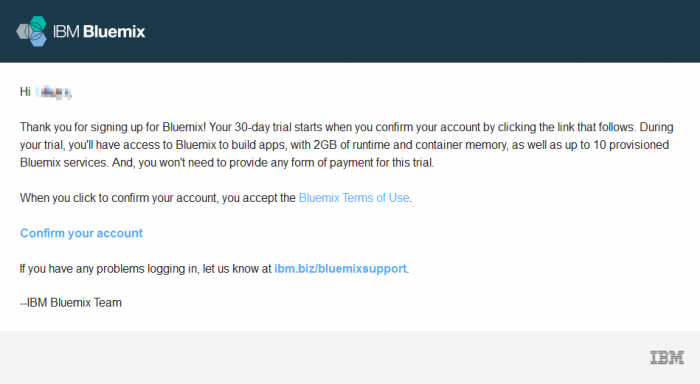 IBM Bluemix
Hi
Thank you for signing up for Bluemix! Your 30-day trial starts when you confirm your account by clicking the link that follows. During
your trial, you'll have access to Bluemix to build apps, with 2GB of runtime and container memory, as well as up to 10 provisioned
Bluemix services. And, you won't need to provide any form of payment for this trial.
When you click to confirm your account, you accept the Bluemix Terms of Use.
Confirm your account
If you have any problems logging in, let us know at ibm.biz/bluemixsupport.
--IBM Bluemix Team
IBM